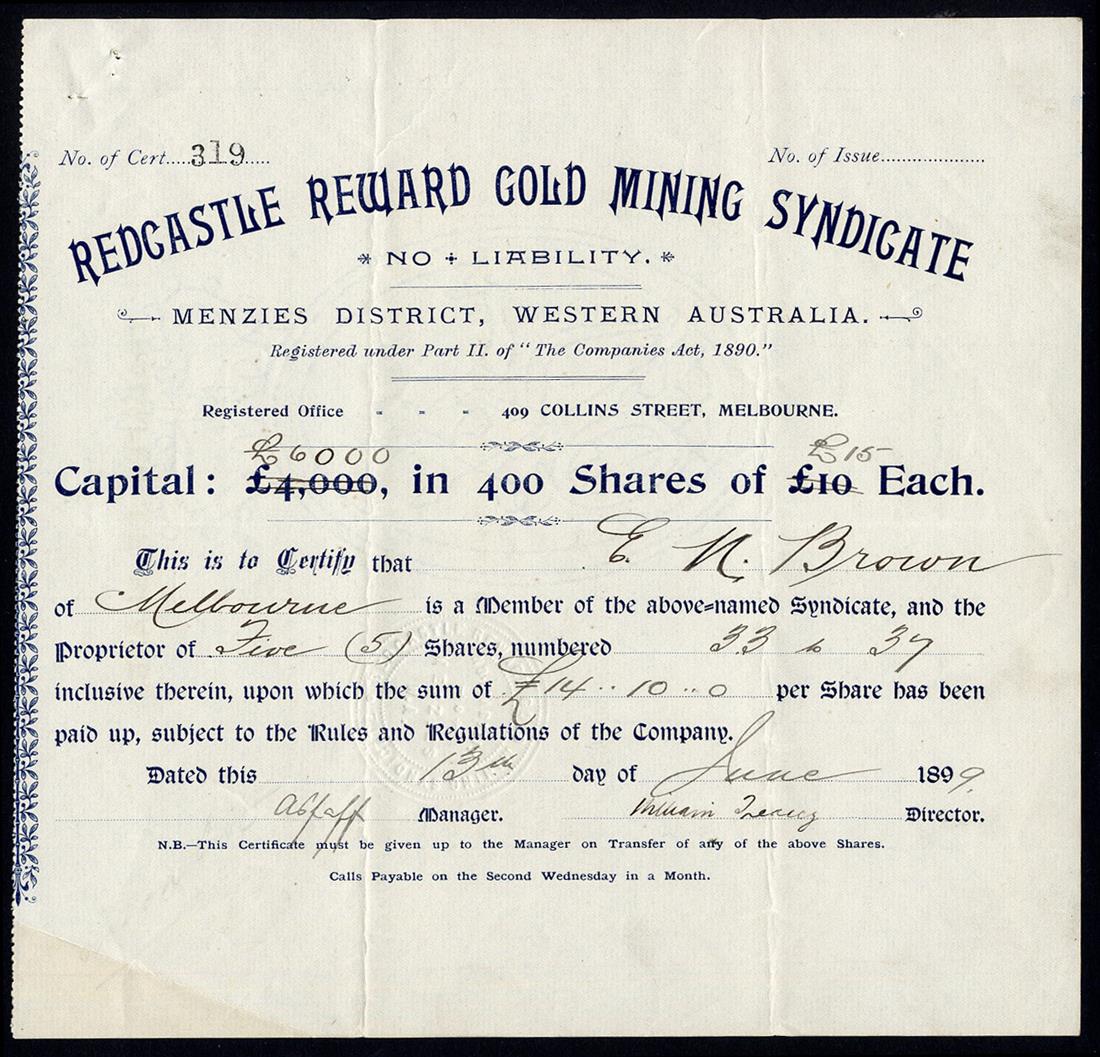 No. of Cert.....319..... No. of Issue.....................
REDCASTLE REWARD GOLD MINING SYNDICATE
NO LIABILITY.
MENZIES DISTRICT, WESTERN AUSTRALIA.
Registered under Part II. of "The Companies Act, 1890."
Registered Office - - - 409 COLLINS STREET, MELBOURNE.
£6000 £15
Capital: £4,000, in 400 Shares of £10 Each.
This is to Certify that E. N. Brown
of Melbourne is a Member of the above-named Syndicate, and the
Proprietor of Five (5) Shares, numbered 33 to 37
inclusive therein, upon which the sum of £14..10..0 per Share has been
paid up, subject to the Rules and Regulations of the Company.
Dated this 13th day of June 1899.
Manager. William Director.
N.B.—This Certificate must be given up to the Manager on Transfer of any of the above Shares.
Calls Payable on the Second Wednesday in a Month.